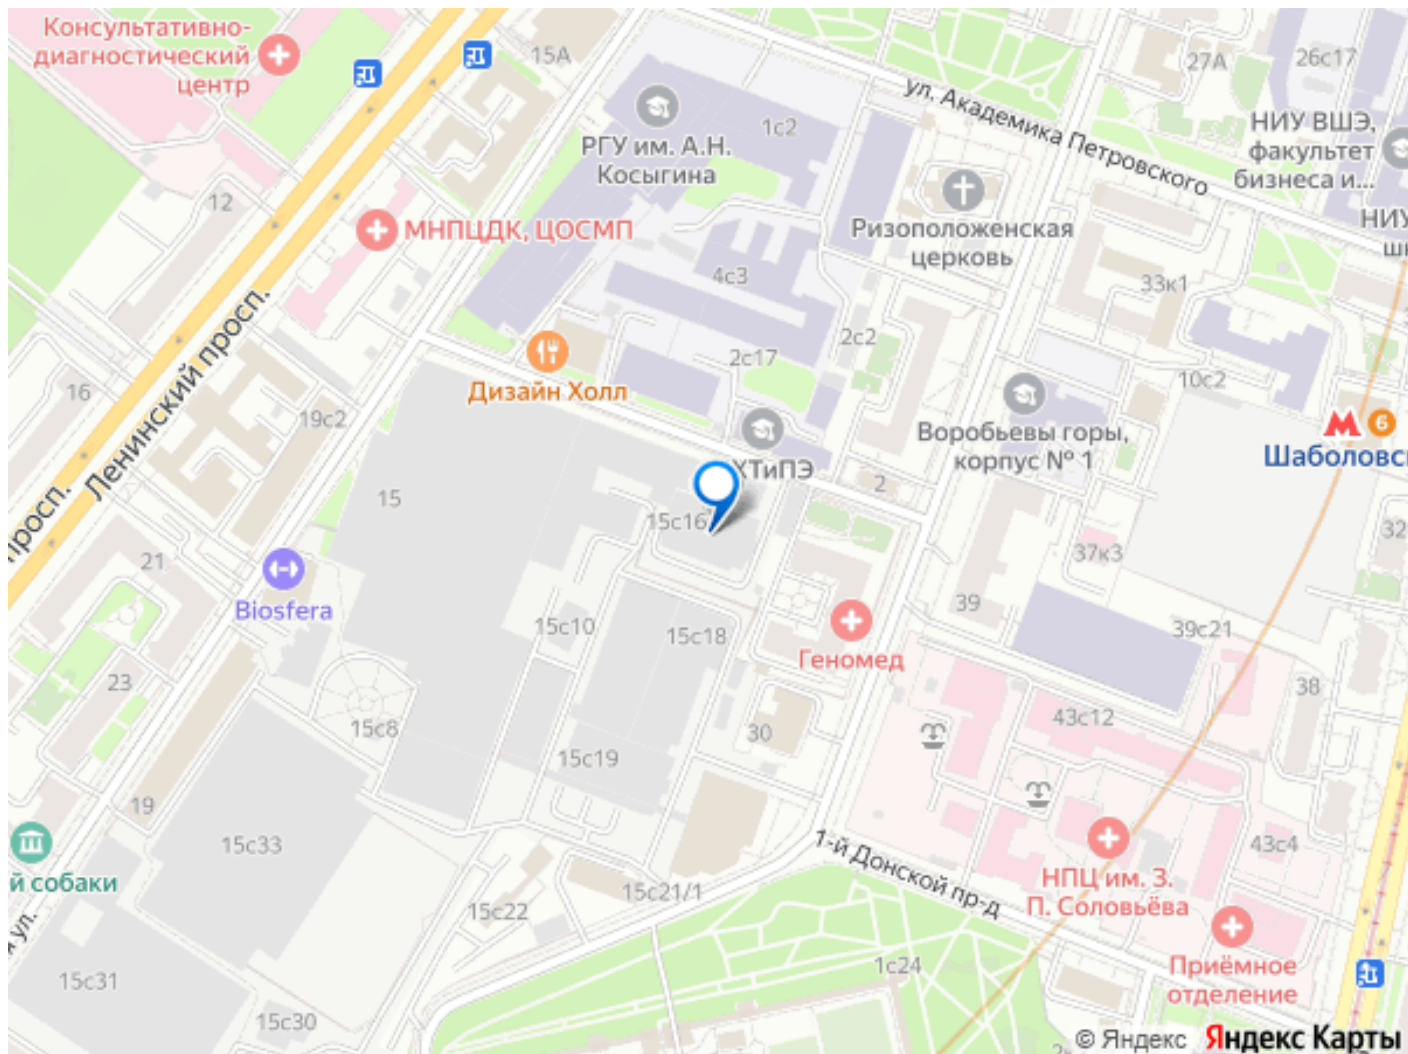 Консультативно-
диагностический
центр
15А
27А
26с17
ул. Академика Петровского
НИУ ВШЭ,
факультет
бизнеса и...
1с2
РГУ им. А.Н.
Косыгина
12
МНПЦДК, ЦОСМП
Ризоположенская
церковь
НИУ
4с3
33к1
Ленинский просп.
2с2
2с17
Дизайн Холл
10с2
16
19с2
Воробьевы горы,
корпус № 1
6
Шаболовс
ХТиПЭ
2
просп.
15
15с16
32
37к3
21
Biosfera
39
15с10
15с18
39с21
Геномед
23
38
43с12
15с8
30
15с19
19
15с33
43с4
1-й Донской пр-д
й собаки
НПЦ им. З.
П. Соловьёва
15с21/1
15с22
ул.
1с24
Приёмное
отделение
15с31
15с30
© Яндекс Яндекс Карты